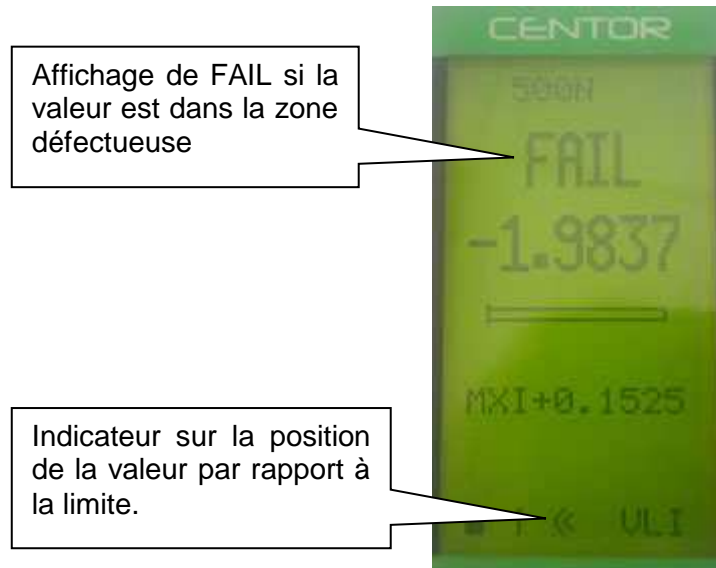 CENTOR
Affichage de FAIL si la
valeur est dans la zone
défectueuse
500N
FAIL
-1.9837
MXI+0.1525
Indicateur sur la position
de la valeur par rapport à
la limite.
« VLI